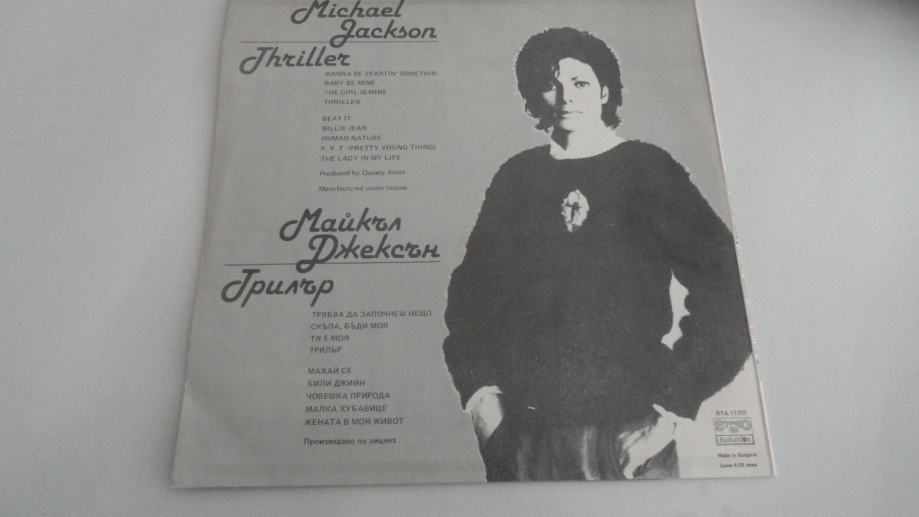 Michael
Jackson
Thriller
WANNA BE STARTIN' SOMETHIN'
BABY BE MINE
THE GIRL IS MINE
THRILLER
BEAT IT
BILLIE JEAN
HUMAN NATURE
P. Y. T. (PRETTY YOUNG THING)
THE LADY IN MY LIFE
Produced by Quincy Jones
Manufactured under license
Майкъл
Джексън
Трилър
ТРЯБВА ДА ЗАПОЧНЕШ НЕЩО
СКЪПА, БЪДИ МОЯ
ТЯ Е МОЯ
ТРИЛЪР
МАХАЙ СЕ
БИЛИ ДЖИЙН
ЧОВЕШКА ПРИРОДА
МАЛКА ХУБАВИЦЕ
ЖЕНАТА В МОЯ ЖИВОТ
Произведено по лиценз
ВТА 11703
STEREO
Balkanton
Made in Bulgaria
Цена лева